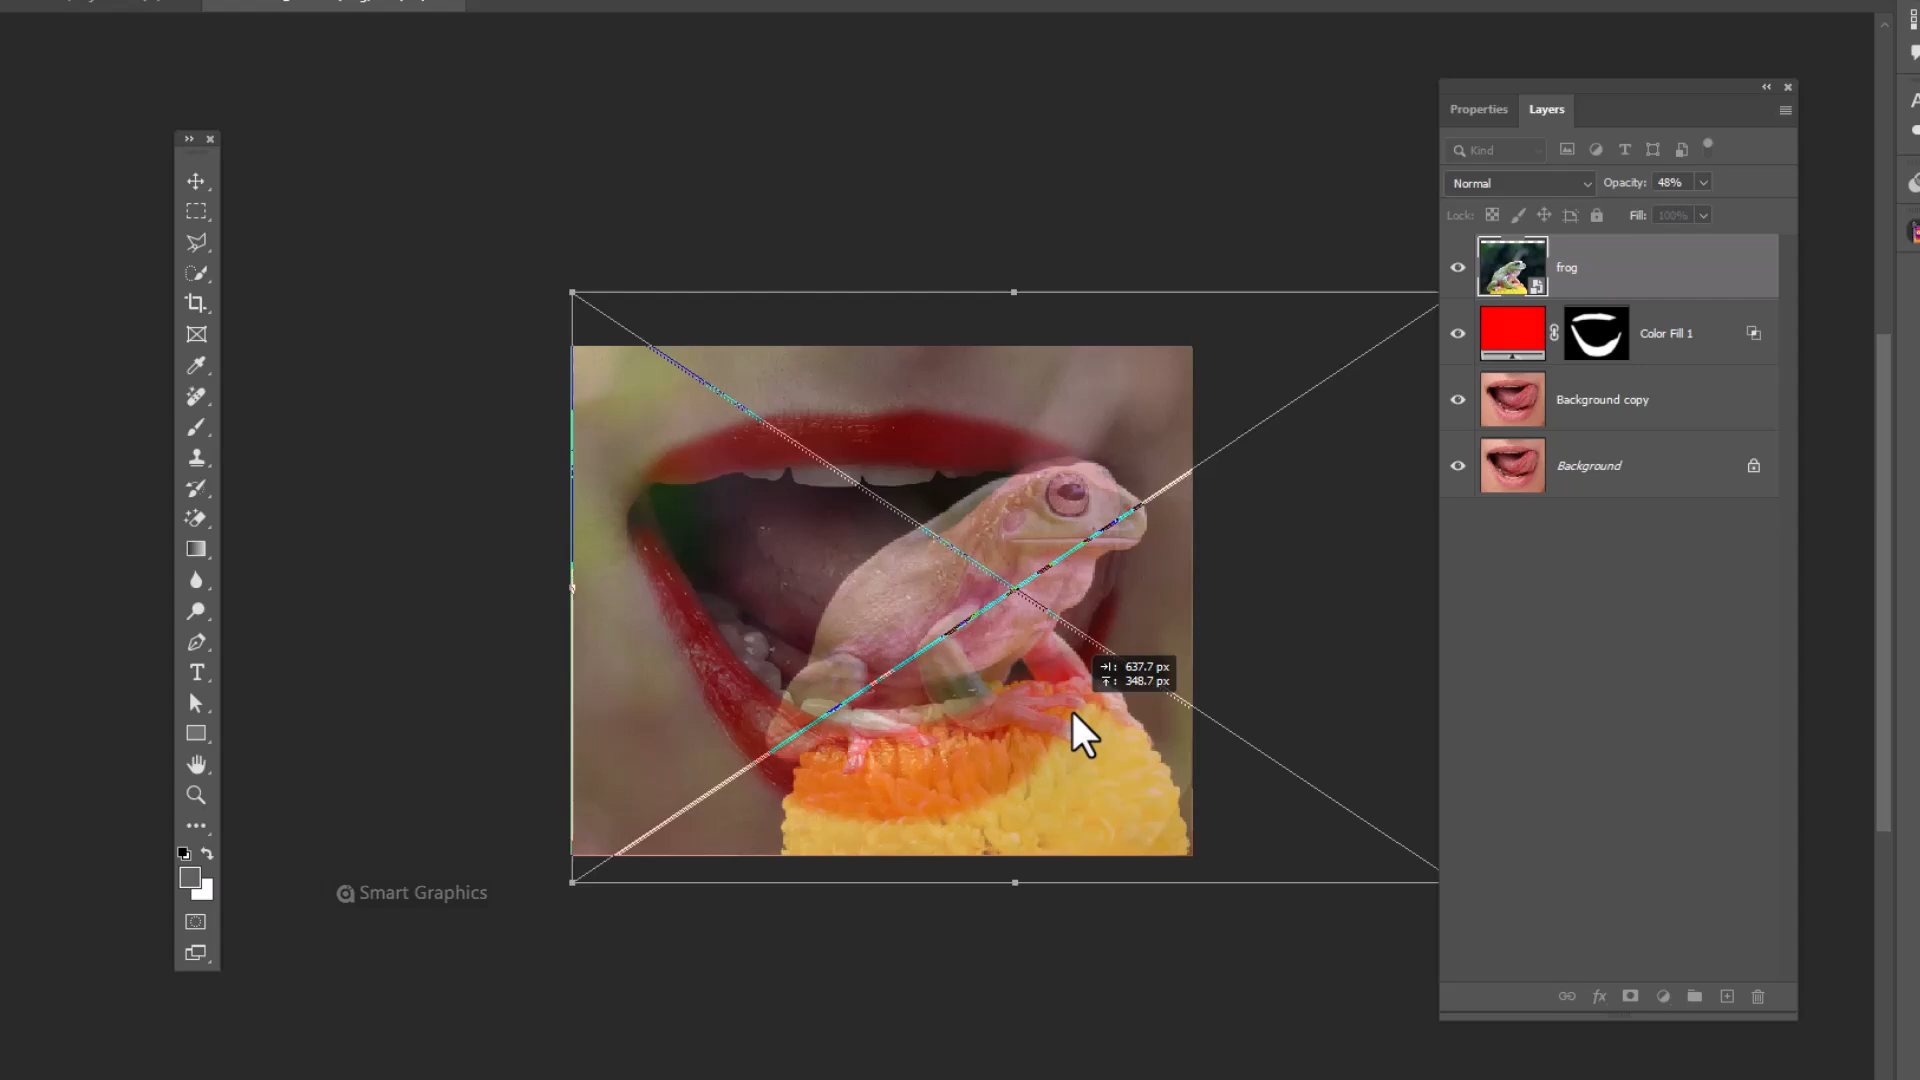 Properties
Layers
Kind
Normal
Opacity: 48%
Lock:
Fill: 100%
frog
Color Fill 1
Background copy
Background
637.7 px
348.7 px
Smart Graphics